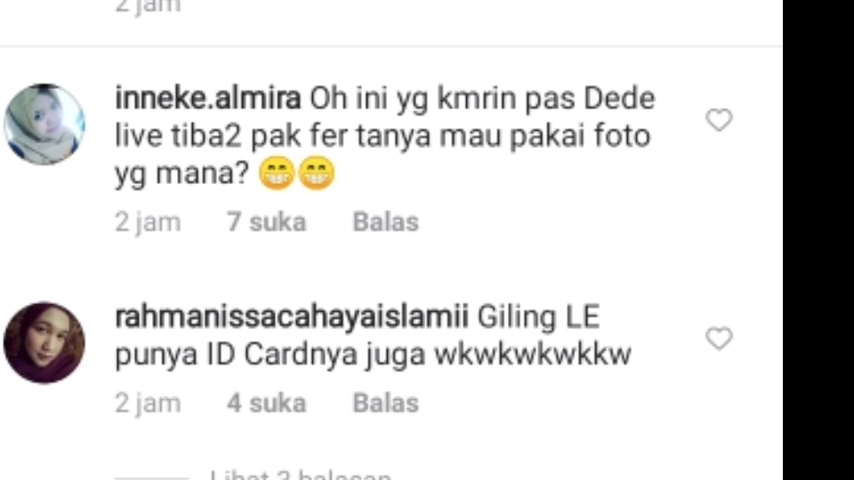 2 jam
inneke.almira Oh ini yg kmrin pas Dede
live tiba2 pak fer tanya mau pakai foto
yg mana? 😁😁
2 jam 7 suka Balas
rahmanissacahayaislamii Giling LE
punya ID Cardnya juga wkwkwkwkkw
2 jam 4 suka Balas
Lihat 3 balasan